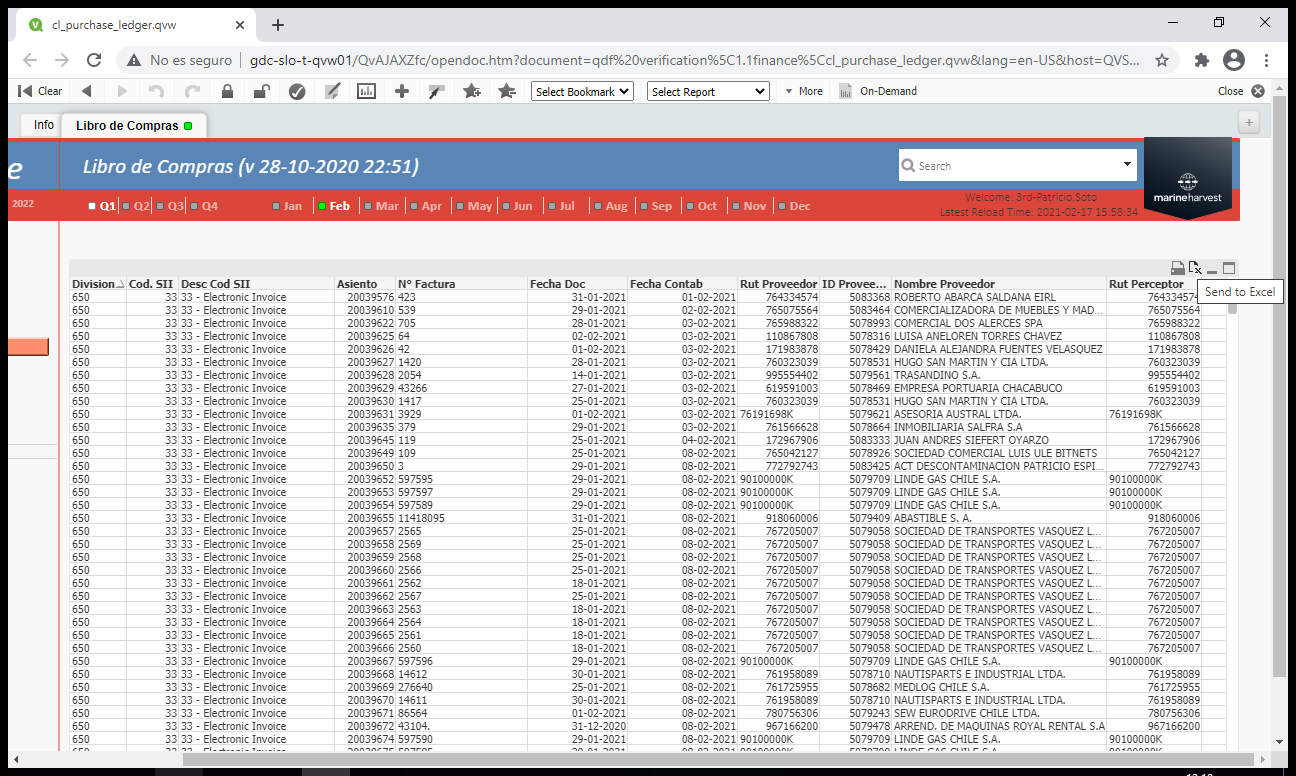 cl_purchase_ledger.qvw
No es seguro gdc-slo-t-qvw01/QvAJAXZfc/opendoc.htm?document=qdf%20verification%5C1.1finance%5Ccl_purchase_ledger.qvw&lang=en-US&host=QVS...
Clear Select Bookmark Select Report More On-Demand Close
Info Libro de Compras
e Libro de Compras (v 28-10-2020 22:51) Search
marineharvest
2022 Q1 Q2 Q3 Q4 Jan Feb Mar Apr May Jun Jul Aug Sep Oct Nov Dec
Welcome: 3rd-Patricio.Soto
Latest Reload Time: 2021-02-17 15:58:34
Send to Excel
Division Cod. SII Desc Cod SII Asiento N° Factura Fecha Doc Fecha Contab Rut Proveedor ID Provee... Nombre Proveedor Rut Perceptor
650 33 33 - Electronic Invoice 20039576 423 31-01-2021 01-02-2021 764334574 5083368 ROBERTO ABARCA SALDANA EIRL 764334574
650 33 33 - Electronic Invoice 20039610 539 29-01-2021 02-02-2021 765075564 5083464 COMERCIALIZADORA DE MUEBLES Y MAD... 765075564
650 33 33 - Electronic Invoice 20039622 705 28-01-2021 03-02-2021 765988322 5078993 COMERCIAL DOS ALERCES SPA 765988322
650 33 33 - Electronic Invoice 20039625 64 02-02-2021 03-02-2021 110867808 5078316 LUISA ANELOREN TORRES CHAVEZ 110867808
650 33 33 - Electronic Invoice 20039626 42 01-02-2021 03-02-2021 171983878 5078429 DANIELA ALEJANDRA FUENTES VELASQUEZ 171983878
650 33 33 - Electronic Invoice 20039627 1420 28-01-2021 03-02-2021 760323039 5078531 HUGO SAN MARTIN Y CIA LTDA. 760323039
650 33 33 - Electronic Invoice 20039628 2054 14-01-2021 03-02-2021 995554402 5079561 TRASANDINO S.A. 995554402
650 33 33 - Electronic Invoice 20039629 43266 27-01-2021 03-02-2021 619591003 5078469 EMPRESA PORTUARIA CHACABUCO 619591003
650 33 33 - Electronic Invoice 20039630 1417 25-01-2021 03-02-2021 760323039 5078531 HUGO SAN MARTIN Y CIA LTDA. 760323039
650 33 33 - Electronic Invoice 20039631 3929 01-02-2021 03-02-2021 76191698K 5079621 ASESORIA AUSTRAL LTDA. 76191698K
650 33 33 - Electronic Invoice 20039635 379 29-01-2021 03-02-2021 761566628 5078664 INMOBILIARIA SALFRA S.A 761566628
650 33 33 - Electronic Invoice 20039645 119 25-01-2021 04-02-2021 172967906 5083333 JUAN ANDRES SIEFERT OYARZO 172967906
650 33 33 - Electronic Invoice 20039649 109 25-01-2021 08-02-2021 765042127 5078926 SOCIEDAD COMERCIAL LUIS ULE BITNETS 765042127
650 33 33 - Electronic Invoice 20039650 3 29-01-2021 08-02-2021 772792743 5083425 ACT DESCONTAMINACION PATRICIO ESPI... 772792743
650 33 33 - Electronic Invoice 20039652 597595 29-01-2021 08-02-2021 90100000K 5079709 LINDE GAS CHILE S.A. 90100000K
650 33 33 - Electronic Invoice 20039653 597597 29-01-2021 08-02-2021 90100000K 5079709 LINDE GAS CHILE S.A. 90100000K
650 33 33 - Electronic Invoice 20039654 597589 29-01-2021 08-02-2021 90100000K 5079709 LINDE GAS CHILE S.A. 90100000K
650 33 33 - Electronic Invoice 20039655 11418095 31-01-2021 08-02-2021 918060006 5079409 ABASTIBLE S. A. 918060006
650 33 33 - Electronic Invoice 20039657 2565 25-01-2021 08-02-2021 767205007 5079058 SOCIEDAD DE TRANSPORTES VASQUEZ L... 767205007
650 33 33 - Electronic Invoice 20039658 2569 25-01-2021 08-02-2021 767205007 5079058 SOCIEDAD DE TRANSPORTES VASQUEZ L... 767205007
650 33 33 - Electronic Invoice 20039659 2568 25-01-2021 08-02-2021 767205007 5079058 SOCIEDAD DE TRANSPORTES VASQUEZ L... 767205007
650 33 33 - Electronic Invoice 20039660 2566 25-01-2021 08-02-2021 767205007 5079058 SOCIEDAD DE TRANSPORTES VASQUEZ L... 767205007
650 33 33 - Electronic Invoice 20039661 2562 18-01-2021 08-02-2021 767205007 5079058 SOCIEDAD DE TRANSPORTES VASQUEZ L... 767205007
650 33 33 - Electronic Invoice 20039662 2567 25-01-2021 08-02-2021 767205007 5079058 SOCIEDAD DE TRANSPORTES VASQUEZ L... 767205007
650 33 33 - Electronic Invoice 20039663 2563 18-01-2021 08-02-2021 767205007 5079058 SOCIEDAD DE TRANSPORTES VASQUEZ L... 767205007
650 33 33 - Electronic Invoice 20039664 2564 18-01-2021 08-02-2021 767205007 5079058 SOCIEDAD DE TRANSPORTES VASQUEZ L... 767205007
650 33 33 - Electronic Invoice 20039665 2561 18-01-2021 08-02-2021 767205007 5079058 SOCIEDAD DE TRANSPORTES VASQUEZ L... 767205007
650 33 33 - Electronic Invoice 20039666 2560 18-01-2021 08-02-2021 767205007 5079058 SOCIEDAD DE TRANSPORTES VASQUEZ L... 767205007
650 33 33 - Electronic Invoice 20039667 597596 29-01-2021 08-02-2021 90100000K 5079709 LINDE GAS CHILE S.A. 90100000K
650 33 33 - Electronic Invoice 20039668 14612 30-01-2021 08-02-2021 761958089 5078710 NAUTISPARTS E INDUSTRIAL LTDA. 761958089
650 33 33 - Electronic Invoice 20039669 276640 25-01-2021 08-02-2021 761725955 5078682 MEDLOG CHILE S.A. 761725955
650 33 33 - Electronic Invoice 20039670 14611 30-01-2021 08-02-2021 761958089 5078710 NAUTISPARTS E INDUSTRIAL LTDA. 761958089
650 33 33 - Electronic Invoice 20039671 86564 01-02-2021 08-02-2021 780756306 5079243 SEW EURODRIVE CHILE LTDA. 780756306
650 33 33 - Electronic Invoice 20039672 43104. 31-12-2020 08-02-2021 967166200 5079478 ARREND. DE MAQUINAS ROYAL RENTAL S.A 967166200
650 33 33 - Electronic Invoice 20039674 597590 29-01-2021 08-02-2021 90100000K 5079709 LINDE GAS CHILE S.A. 90100000K